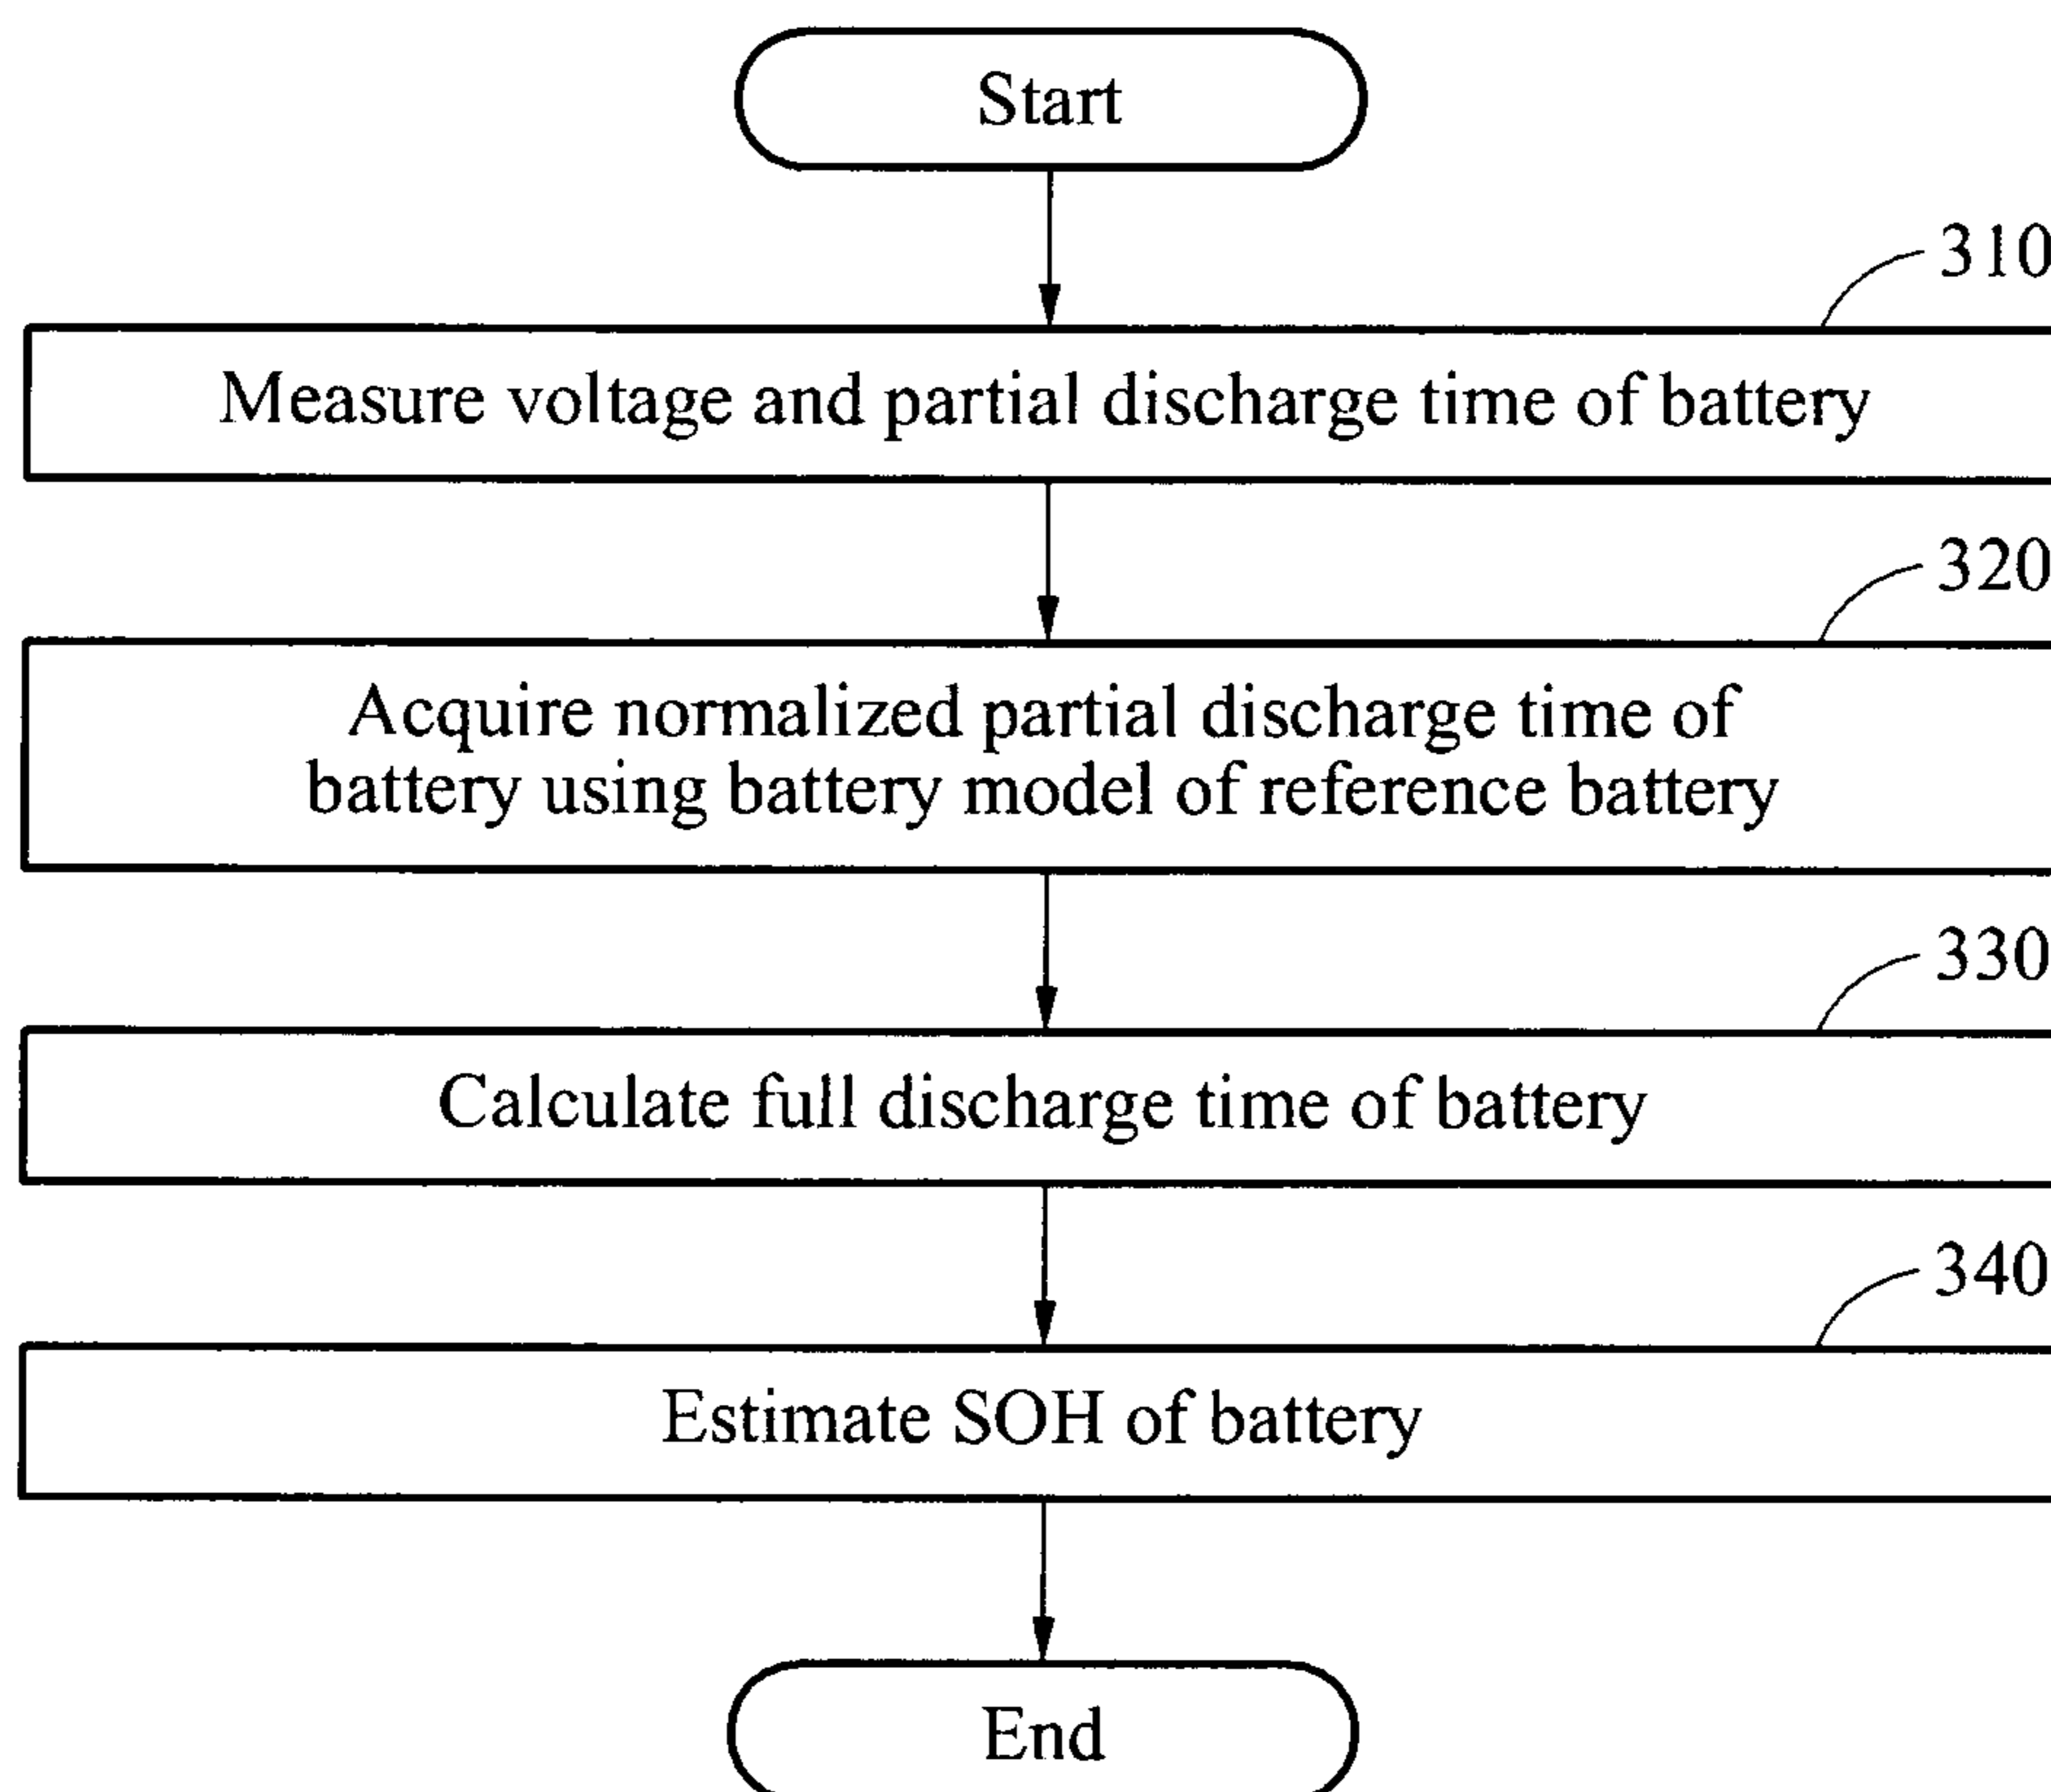 Start
310
Measure voltage and partial discharge time of battery
320
Acquire normalized partial discharge time of
battery using battery model of reference battery
330
Calculate full discharge time of battery
340
Estimate SOH of battery
End